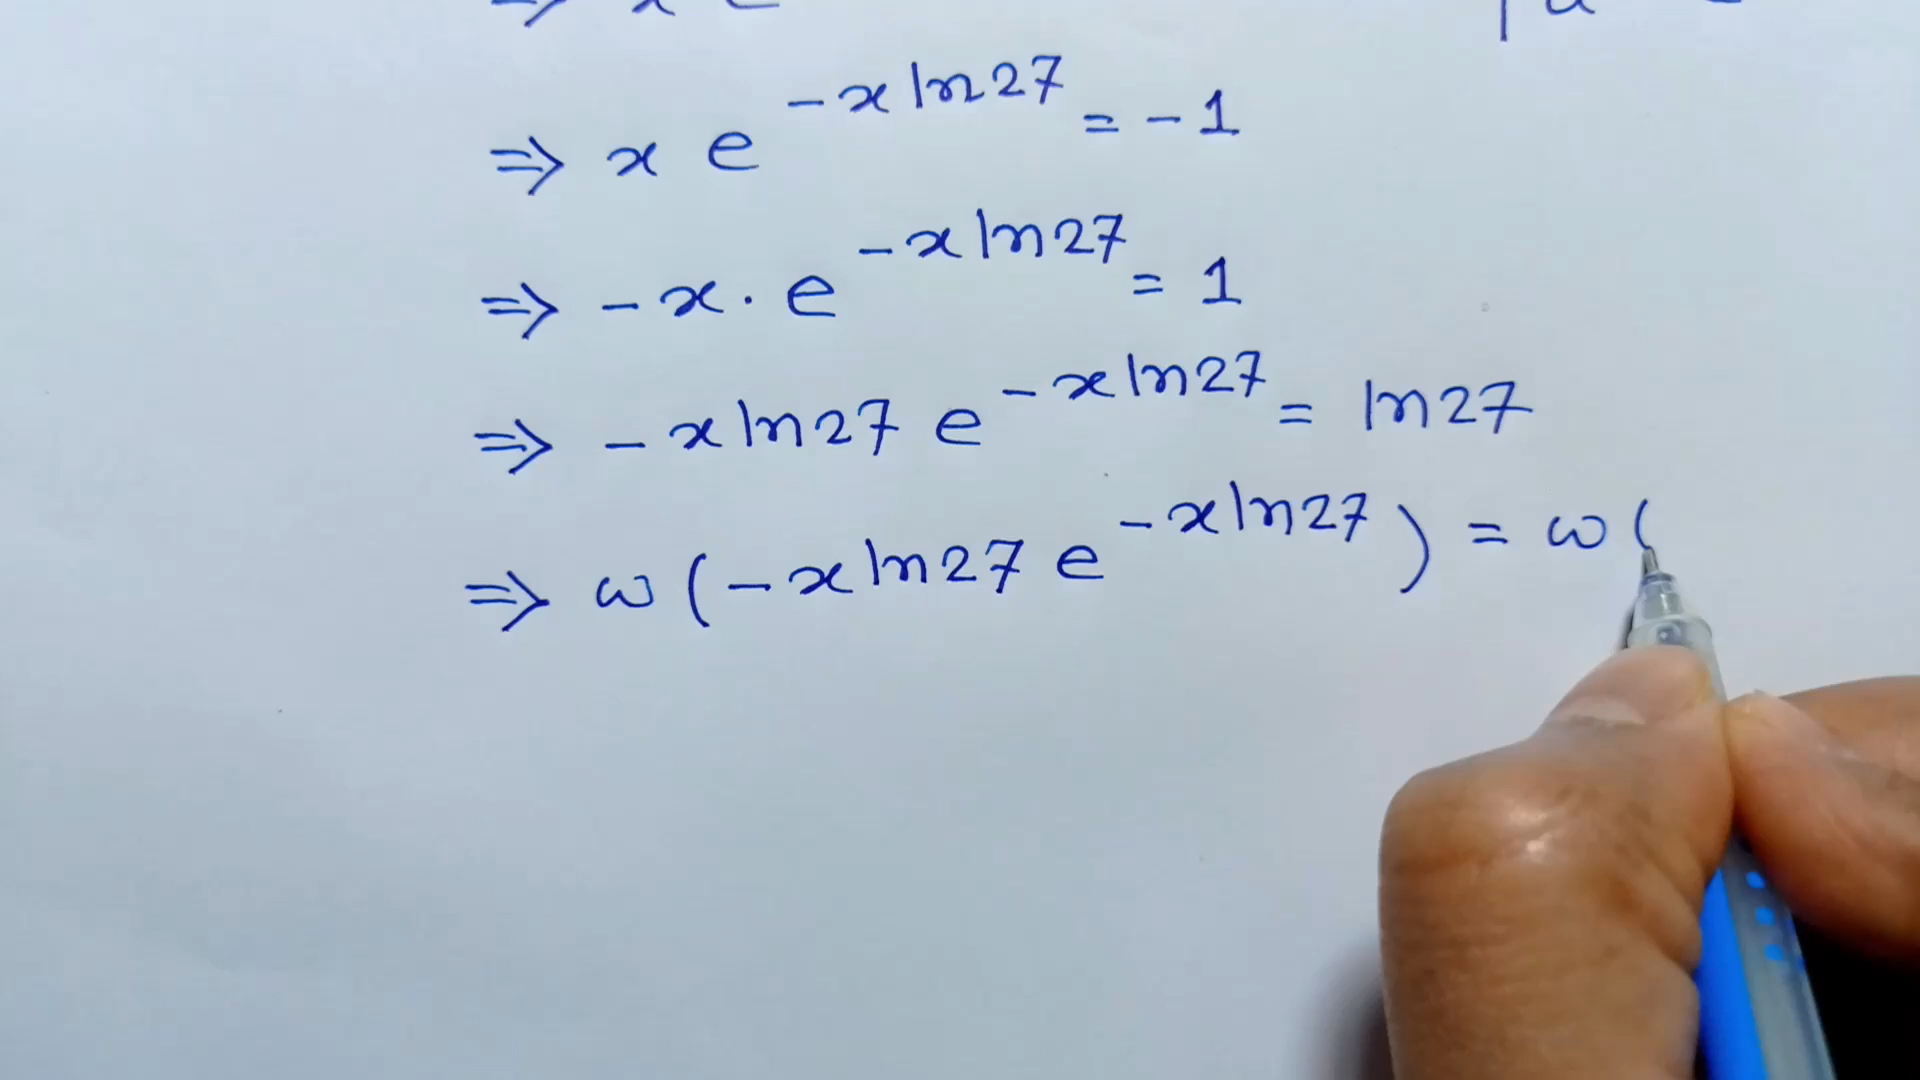 ⇒ x e^{-x ln27} = -1
⇒ -x · e^{-x ln27} = 1
⇒ -x ln27 e^{-x ln27} = ln27
⇒ ω(-x ln27 e^{-x ln27}) = ω(